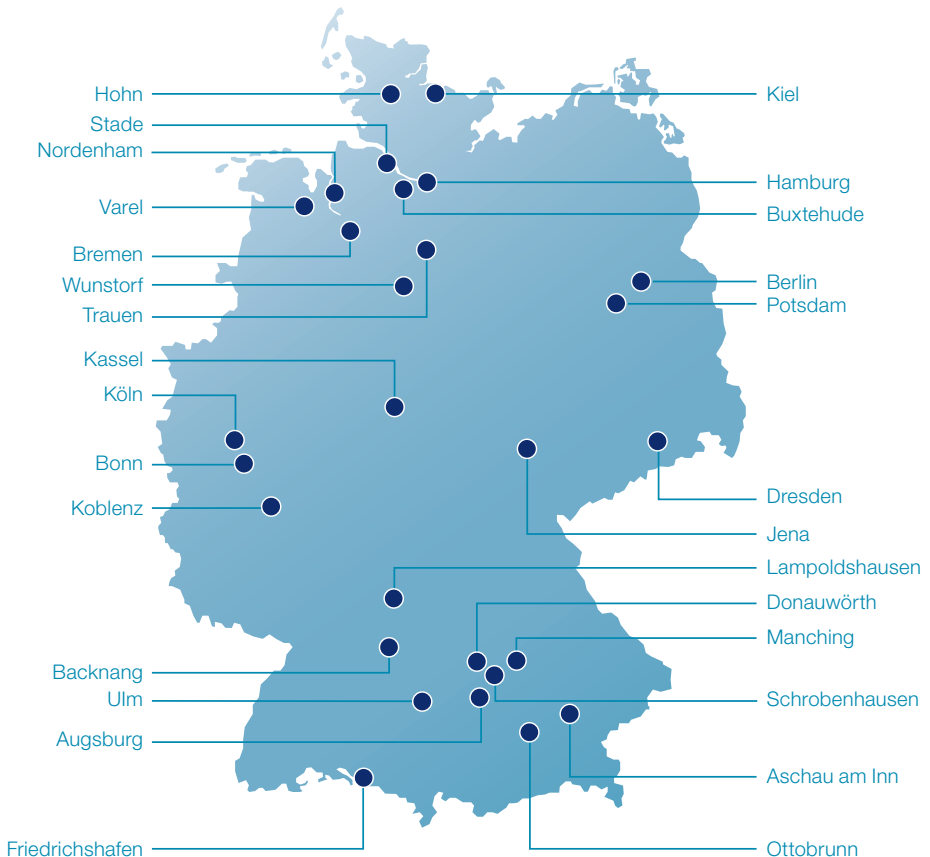 Hohn
Stade
Nordenham
Varel
Bremen
Wunstorf
Trauen
Kassel
Köln
Bonn
Koblenz
Backnang
Ulm
Augsburg
Friedrichshafen
Kiel
Hamburg
Buxtehude
Berlin
Potsdam
Dresden
Jena
Lampoldshausen
Donauwörth
Manching
Schrobenhausen
Aschau am Inn
Ottobrunn